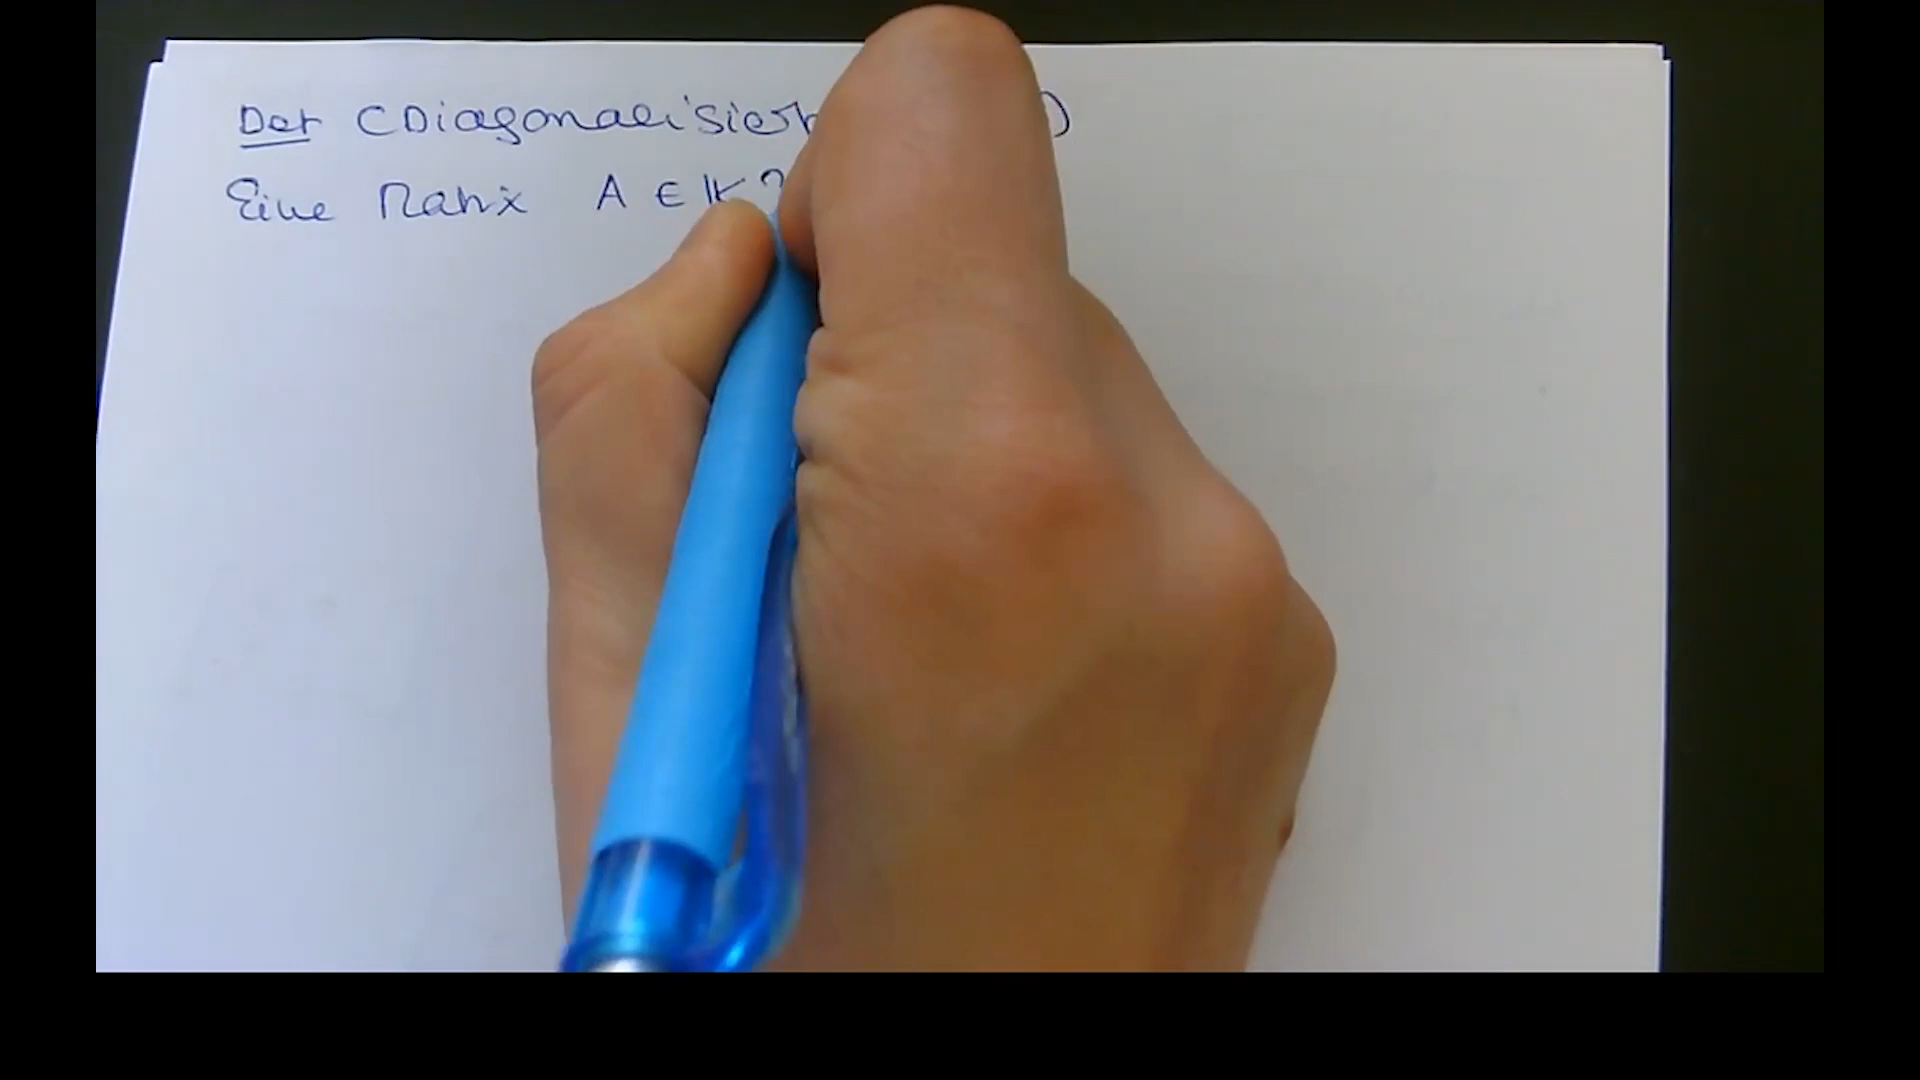 Def (Diagonalisierb )
Eine Matrix A ∈ K